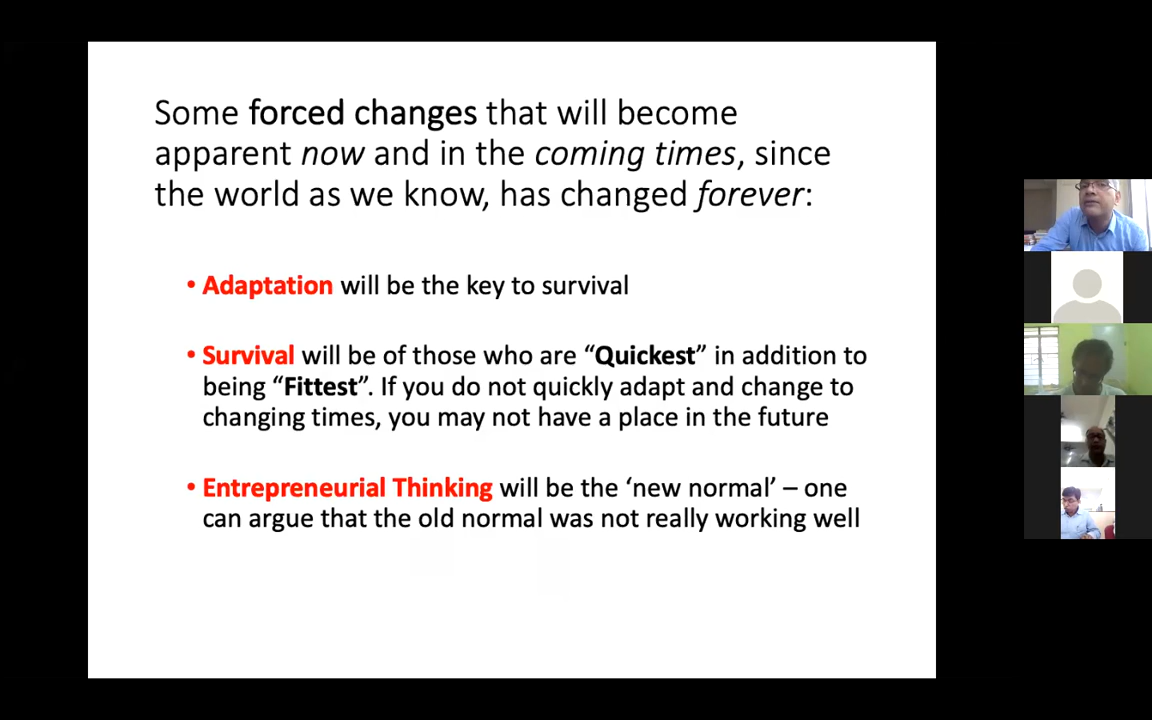 Some forced changes that will become
apparent now and in the coming times, since
the world as we know, has changed forever:
• Adaptation will be the key to survival
• Survival will be of those who are “Quickest” in addition to
being “Fittest”. If you do not quickly adapt and change to
changing times, you may not have a place in the future
• Entrepreneurial Thinking will be the ‘new normal’ – one
can argue that the old normal was not really working well